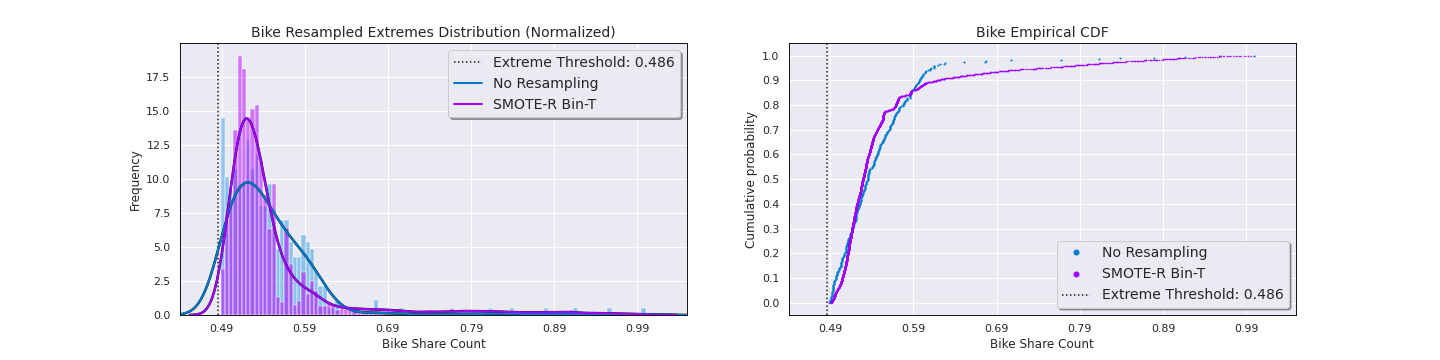 Bike Resampled Extremes Distribution (Normalized)
Extreme Threshold: 0.486
No Resampling
SMOTE-R Bin-T
Frequency
17.5
15.0
12.5
10.0
7.5
5.0
2.5
0.0
0.49
0.59
0.69
0.79
0.89
0.99
Bike Share Count
Bike Empirical CDF
Cumulative probability
1.0
0.9
0.8
0.7
0.6
0.5
0.4
0.3
0.2
0.1
0.0
No Resampling
SMOTE-R Bin-T
Extreme Threshold: 0.486
0.49
0.59
0.69
0.79
0.89
0.99
Bike Share Count